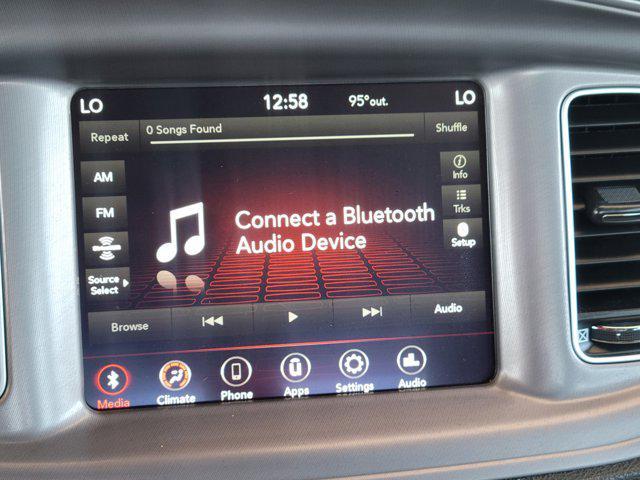 LO 12:58 95°out. LO
Repeat 0 Songs Found Shuffle
AM
FM
Source
Select
Connect a Bluetooth
Audio Device
Info
Trks
Setup
Browse Audio
Media Climate Phone Apps Settings Audio